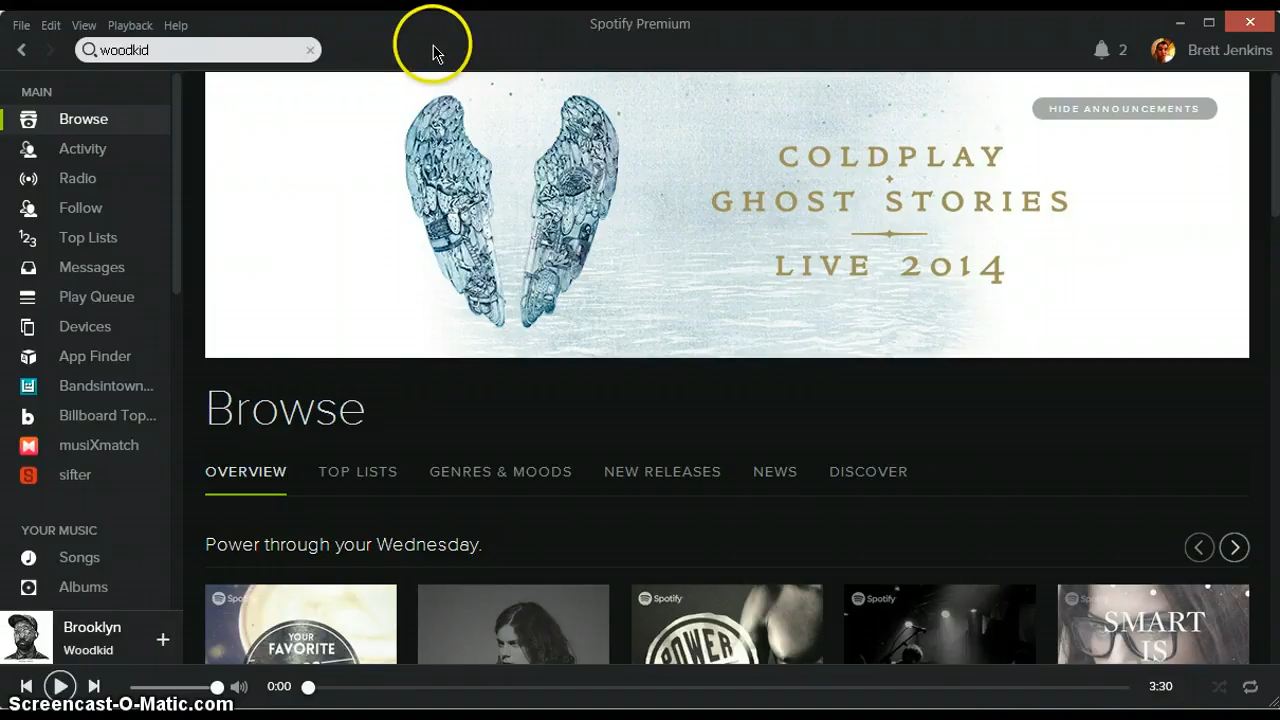 File Edit View Playback Help
Spotify Premium
woodkid
2
Brett Jenkins
MAIN
Browse
Activity
Radio
Follow
Top Lists
Messages
Play Queue
Devices
App Finder
Bandsintown...
Billboard Top...
musiXmatch
sifter
YOUR MUSIC
Songs
Albums
Brooklyn
Woodkid
HIDE ANNOUNCEMENTS
COLDPLAY
GHOST STORIES
LIVE 2014
Browse
OVERVIEW TOP LISTS GENRES & MOODS NEW RELEASES NEWS DISCOVER
Power through your Wednesday.
YOUR
FAVORITE
Spotify
POWER
Spotify
Spotify
SMART
IS
0:00
3:30
Screencast-O-Matic.com